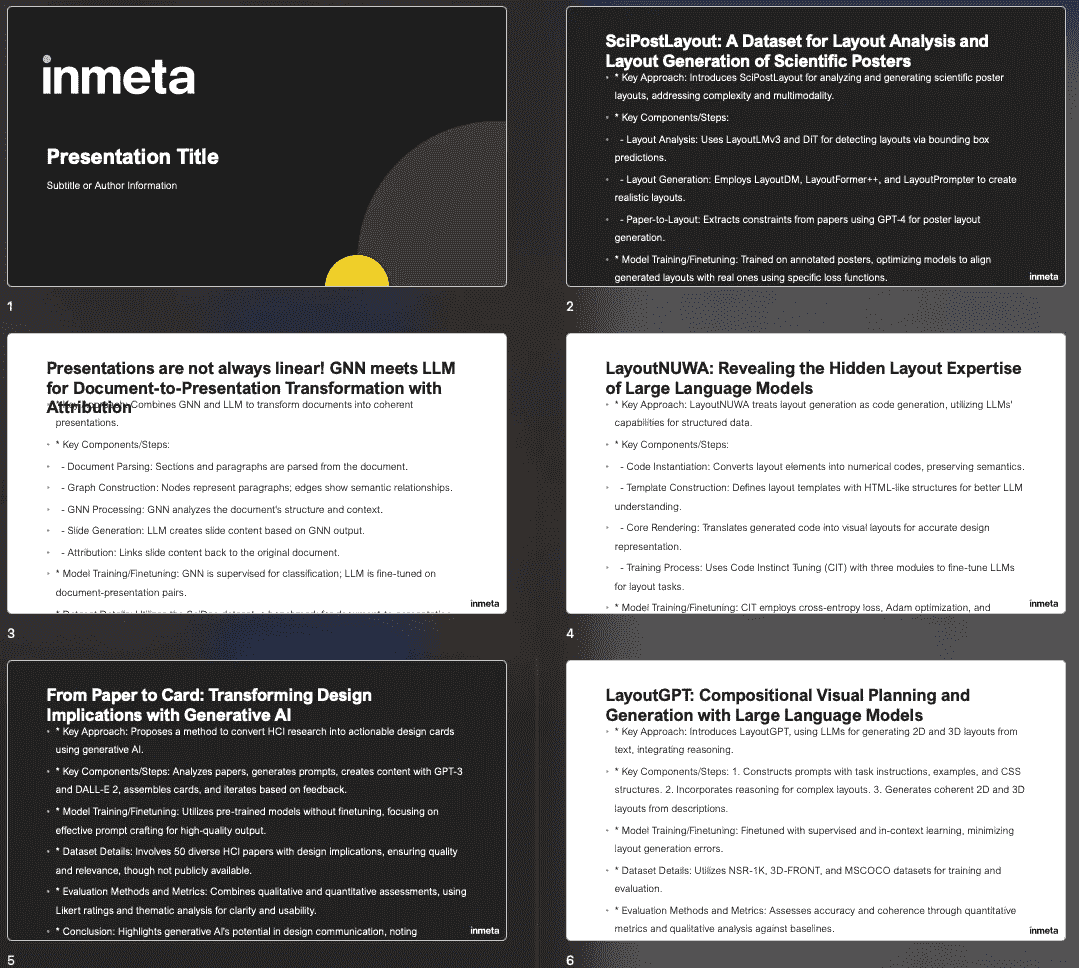 inmeta
Presentation Title
Subtitle or Author Information
1
SciPostLayout: A Dataset for Layout Analysis and
Layout Generation of Scientific Posters
• * Key Approach: Introduces SciPostLayout for analyzing and generating scientific poster
layouts, addressing complexity and multimodality.
• * Key Components/Steps:
• - Layout Analysis: Uses LayoutLMv3 and DiT for detecting layouts via bounding box
predictions.
• - Layout Generation: Employs LayoutDM, LayoutFormer++, and LayoutPrompter to create
realistic layouts.
• - Paper-to-Layout: Extracts constraints from papers using GPT-4 for poster layout
generation.
• * Model Training/Finetuning: Trained on annotated posters, optimizing models to align
generated layouts with real ones using specific loss functions.
inmeta
2
Presentations are not always linear! GNN meets LLM
for Document-to-Presentation Transformation with
Attribution
• * Key Approach: Combines GNN and LLM to transform documents into coherent
presentations.
• * Key Components/Steps:
• - Document Parsing: Sections and paragraphs are parsed from the document.
• - Graph Construction: Nodes represent paragraphs; edges show semantic relationships.
• - GNN Processing: GNN analyzes the document's structure and context.
• - Slide Generation: LLM creates slide content based on GNN output.
• - Attribution: Links slide content back to the original document.
• * Model Training/Finetuning: GNN is supervised for classification; LLM is fine-tuned on
document-presentation pairs.
• * Dataset Details: Utilizes the SciDoc dataset, a benchmark for document-to-presentation
inmeta
3
LayoutNUWA: Revealing the Hidden Layout Expertise
of Large Language Models
• * Key Approach: LayoutNUWA treats layout generation as code generation, utilizing LLMs'
capabilities for structured data.
• * Key Components/Steps:
• - Code Instantiation: Converts layout elements into numerical codes, preserving semantics.
• - Template Construction: Defines layout templates with HTML-like structures for better LLM
understanding.
• - Core Rendering: Translates generated code into visual layouts for accurate design
representation.
• - Training Process: Uses Code Instinct Tuning (CIT) with three modules to fine-tune LLMs
for layout tasks.
• * Model Training/Finetuning: CIT employs cross-entropy loss, Adam optimization, and
inmeta
4
From Paper to Card: Transforming Design
Implications with Generative AI
• * Key Approach: Proposes a method to convert HCI research into actionable design cards
using generative AI.
• * Key Components/Steps: Analyzes papers, generates prompts, creates content with GPT-3
and DALL-E 2, assembles cards, and iterates based on feedback.
• * Model Training/Finetuning: Utilizes pre-trained models without finetuning, focusing on
effective prompt crafting for high-quality output.
• * Dataset Details: Involves 50 diverse HCI papers with design implications, ensuring quality
and relevance, though not publicly available.
• * Evaluation Methods and Metrics: Combines qualitative and quantitative assessments, using
Likert ratings and thematic analysis for clarity and usability.
• * Conclusion: Highlights generative AI's potential in design communication, noting
inmeta
5
LayoutGPT: Compositional Visual Planning and
Generation with Large Language Models
• * Key Approach: Introduces LayoutGPT, using LLMs for generating 2D and 3D layouts from
text, integrating reasoning.
• * Key Components/Steps: 1. Constructs prompts with task instructions, examples, and CSS
structures. 2. Incorporates reasoning for complex layouts. 3. Generates coherent 2D and 3D
layouts from descriptions.
• * Model Training/Finetuning: Finetuned with supervised and in-context learning, minimizing
layout generation errors.
• * Dataset Details: Utilizes NSR-1K, 3D-FRONT, and MSCOCO datasets for training and
evaluation.
• * Evaluation Methods and Metrics: Assesses accuracy and coherence through quantitative
metrics and qualitative analysis against baselines.
inmeta
6